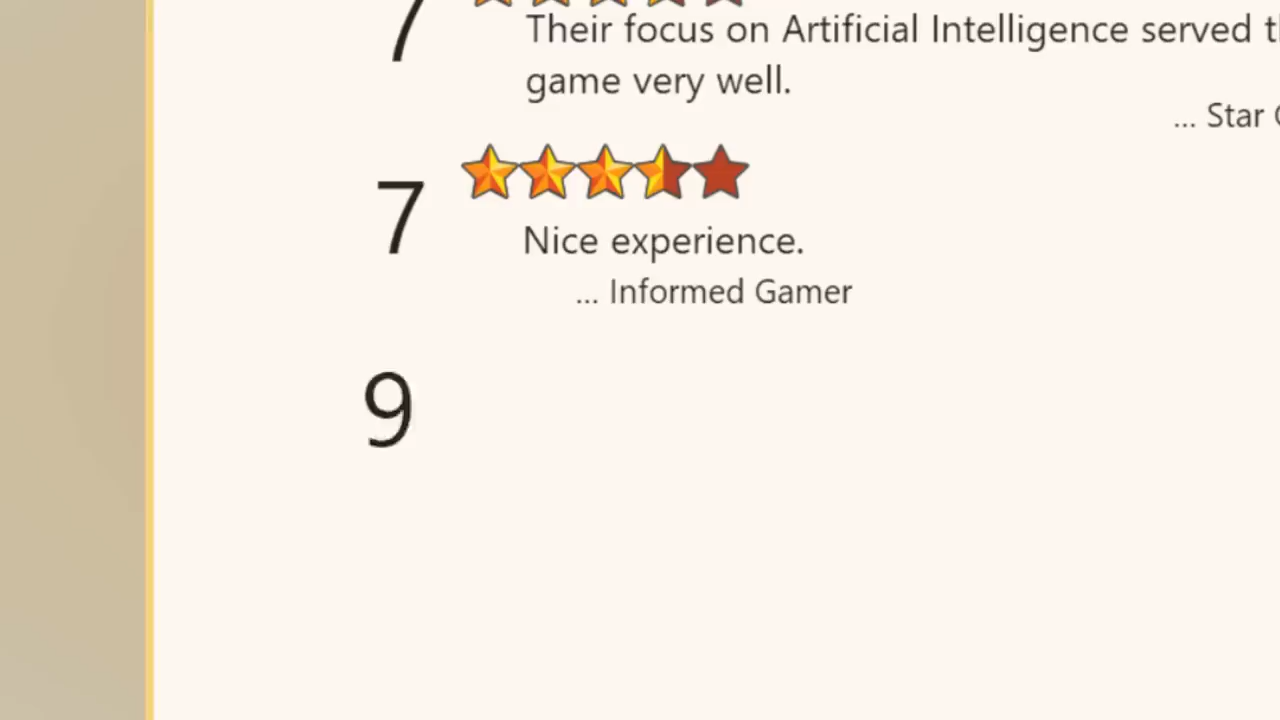 7
Their focus on Artificial Intelligence served
game very well.
... Star
7
Nice experience.
... Informed Gamer
9